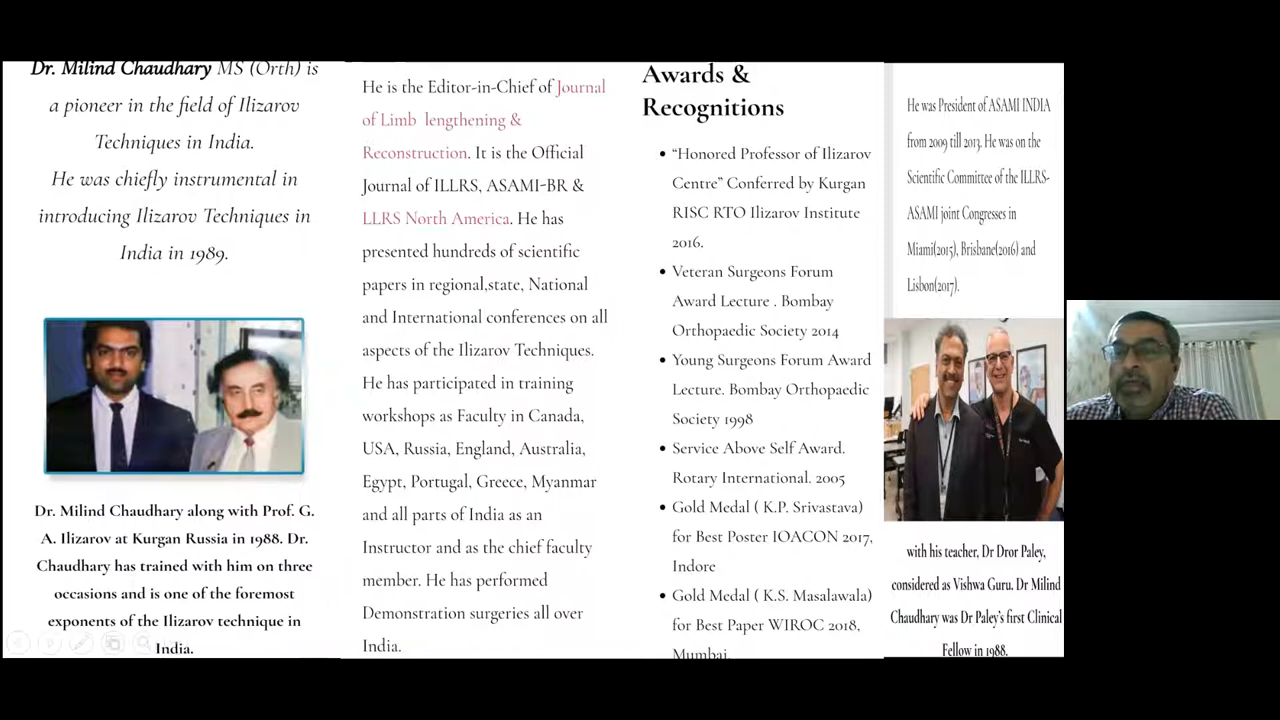 Dr. Milind Chaudhary MS (Orth) is
a pioneer in the field of Ilizarov
Techniques in India.
He was chiefly instrumental in
introducing Ilizarov Techniques in
India in 1989.
Dr. Milind Chaudhary along with Prof. G.
A. Ilizarov at Kurgan Russia in 1988. Dr.
Chaudhary has trained with him on three
occasions and is one of the foremost
exponents of the Ilizarov technique in
India.
He is the Editor-in-Chief of Journal
of Limb lengthening &
Reconstruction. It is the Official
Journal of ILLRS, ASAMI-BR &
LLRS North America. He has
presented hundreds of scientific
papers in regional,state, National
and International conferences on all
aspects of the Ilizarov Techniques.
He has participated in training
workshops as Faculty in Canada,
USA, Russia, England, Australia,
Egypt, Portugal, Greece, Myanmar
and all parts of India as an
Instructor and as the chief faculty
member. He has performed
Demonstration surgeries all over
India.
Awards &
Recognitions
• “Honored Professor of Ilizarov
Centre” Conferred by Kurgan
RISC RTO Ilizarov Institute
2016.
• Veteran Surgeons Forum
Award Lecture . Bombay
Orthopaedic Society 2014
• Young Surgeons Forum Award
Lecture. Bombay Orthopaedic
Society 1998
• Service Above Self Award.
Rotary International. 2005
• Gold Medal ( K.P. Srivastava)
for Best Poster IOACON 2017,
Indore
• Gold Medal ( K.S. Masalawala)
for Best Paper WIROC 2018,
Mumbai.
He was President of ASAMI INDIA
from 2009 till 2013. He was on the
Scientific Committee of the ILLRS-
ASAMI joint Congresses in
Miami(2015), Brisbane(2016) and
Lisbon(2017).
with his teacher, Dr Dror Paley,
considered as Vishwa Guru. Dr Milind
Chaudhary was Dr Paley's first Clinical
Fellow in 1988.